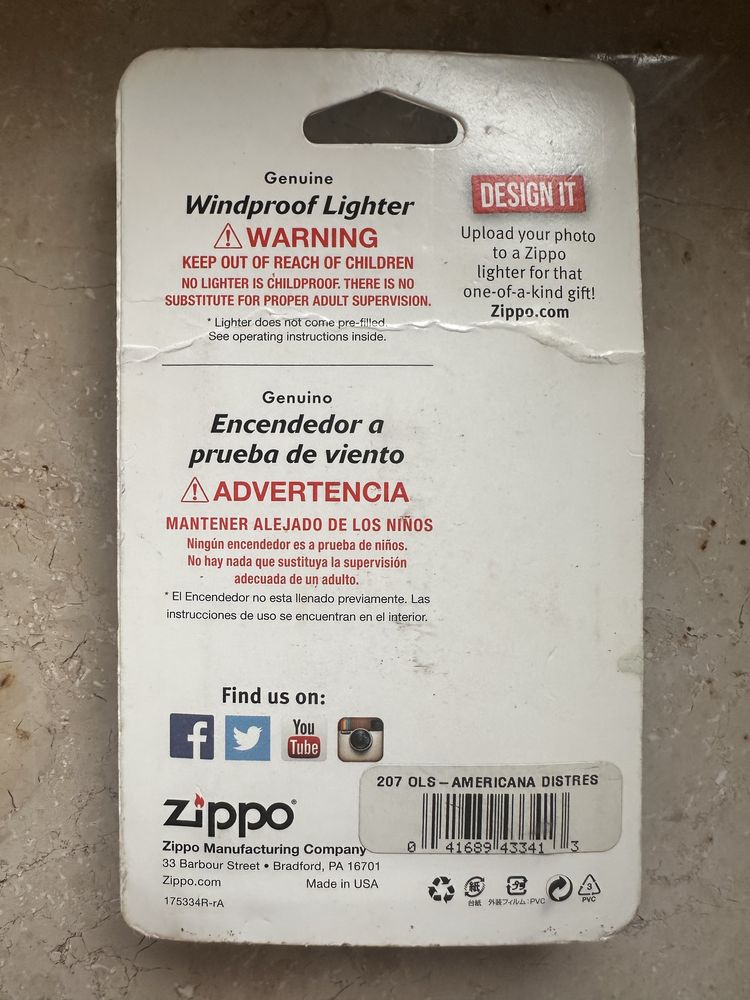 Genuine
Windproof Lighter
WARNING
KEEP OUT OF REACH OF CHILDREN
NO LIGHTER IS CHILDPROOF. THERE IS NO
SUBSTITUTE FOR PROPER ADULT SUPERVISION.
* Lighter does not come pre-filled.
See operating instructions inside.
DESIGN IT
Upload your photo
to a Zippo
lighter for that
one-of-a-kind gift!
Zippo.com
Genuino
Encendedor a
prueba de viento
ADVERTENCIA
MANTENER ALEJADO DE LOS NIÑOS
Ningún encendedor es a prueba de niños.
No hay nada que sustituya la supervisión
adecuada de un adulto.
* El Encendedor no esta llenado previamente. Las
instrucciones de uso se encuentran en el interior.
Find us on:
f
You
Tube
207 OLS-AMERICANA DISTRES
0 41689 43341 3
zippo®
Zippo Manufacturing Company
33 Barbour Street • Bradford, PA 16701
Zippo.com Made in USA
175334R-rA
紙
台紙
プラ
外装フィルム:PVC
3
PVC